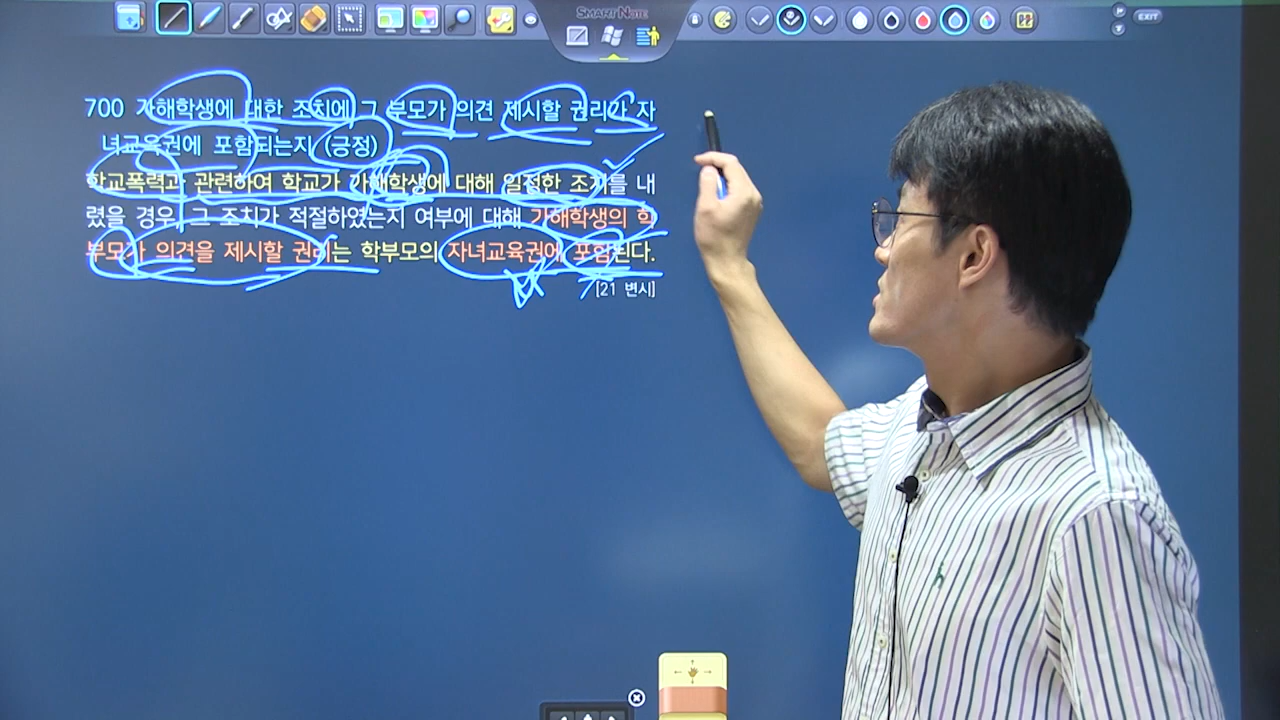 SMART NOTE
EXIT
700 가해학생에 대한 조치에 그 부모가 의견 제시할 권리가 자
녀교육권에 포함되는지 (긍정)
학교폭력과 관련하여 학교가 가해학생에 대해 일정한 조치를 내
렸을 경우, 그 조치가 적절하였는지 여부에 대해 가해학생의 학
부모가 의견을 제시할 권리는 학부모의 자녀교육권에 포함된다.
[21 변시]